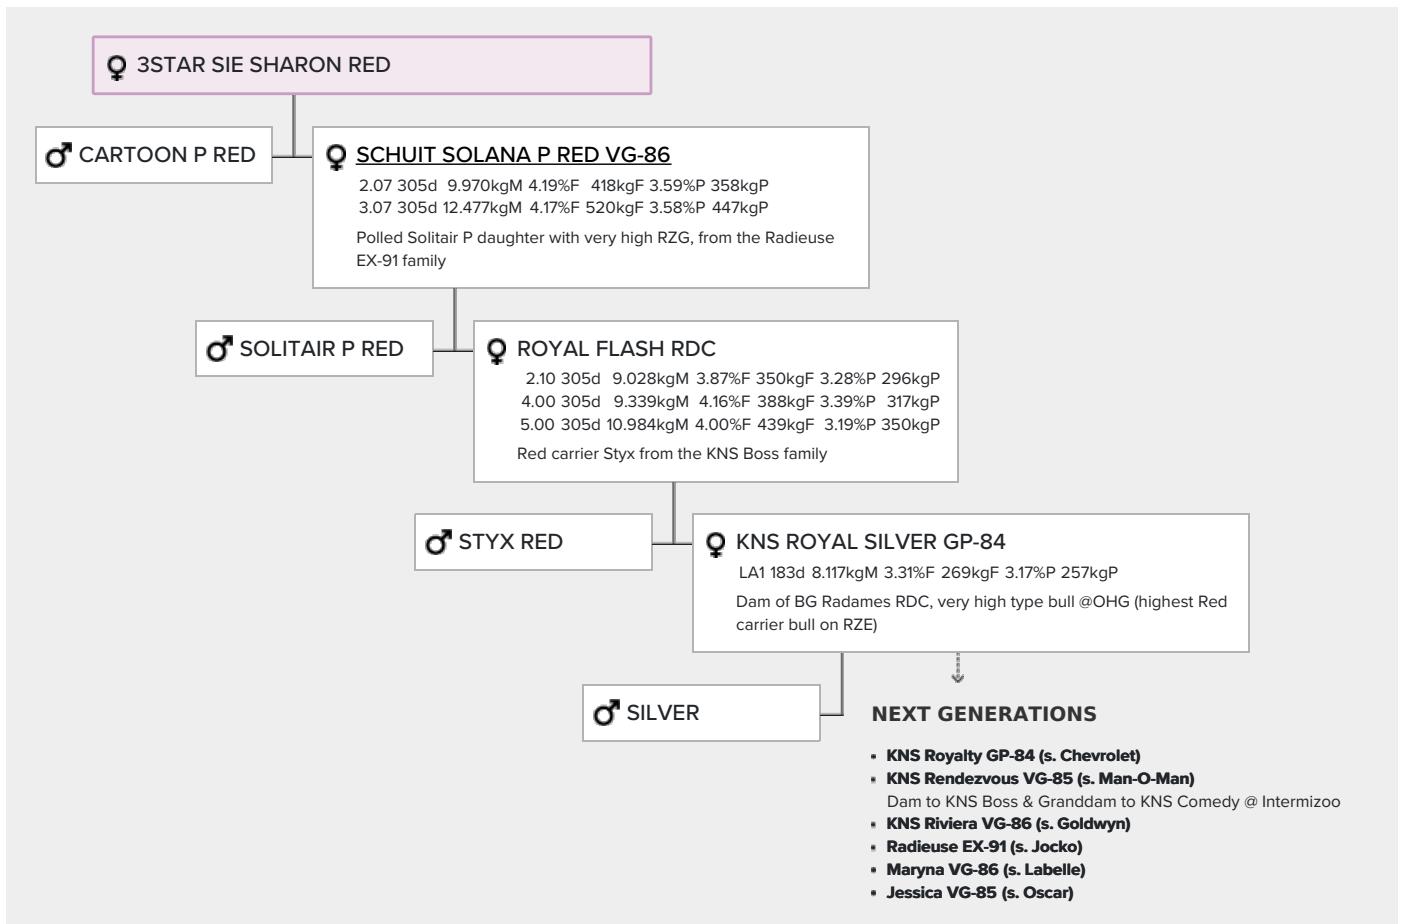 3STAR SIE SHARON RED
CARTOON P RED
SCHUIT SOLANA P RED VG-86
2.07 305d 9.970kgM 4.19%F 418kgF 3.59%P 358kgP
3.07 305d 12.477kgM 4.17%F 520kgF 3.58%P 447kgP
Polled Solitair P daughter with very high RZG, from the Radieuse
EX-91 family
SOLITAIR P RED
ROYAL FLASH RDC
2.10 305d 9.028kgM 3.87%F 350kgF 3.28%P 296kgP
4.00 305d 9.339kgM 4.16%F 388kgF 3.39%P 317kgP
5.00 305d 10.984kgM 4.00%F 439kgF 3.19%P 350kgP
Red carrier Styx from the KNS Boss family
STYX RED
KNS ROYAL SILVER GP-84
LA1 183d 8.117kgM 3.31%F 269kgF 3.17%P 257kgP
Dam of BG Radames RDC, very high type bull @OHG (highest Red
carrier bull on RZE)
SILVER
NEXT GENERATIONS
• KNS Royalty GP-84 (s. Chevrolet)
• KNS Rendezvous VG-85 (s. Man-O-Man)
Dam to KNS Boss & Granddam to KNS Comedy @ Intermizoo
• KNS Riviera VG-86 (s. Goldwyn)
• Radieuse EX-91 (s. Jocko)
• Maryna VG-86 (s. Labelle)
• Jessica VG-85 (s. Oscar)